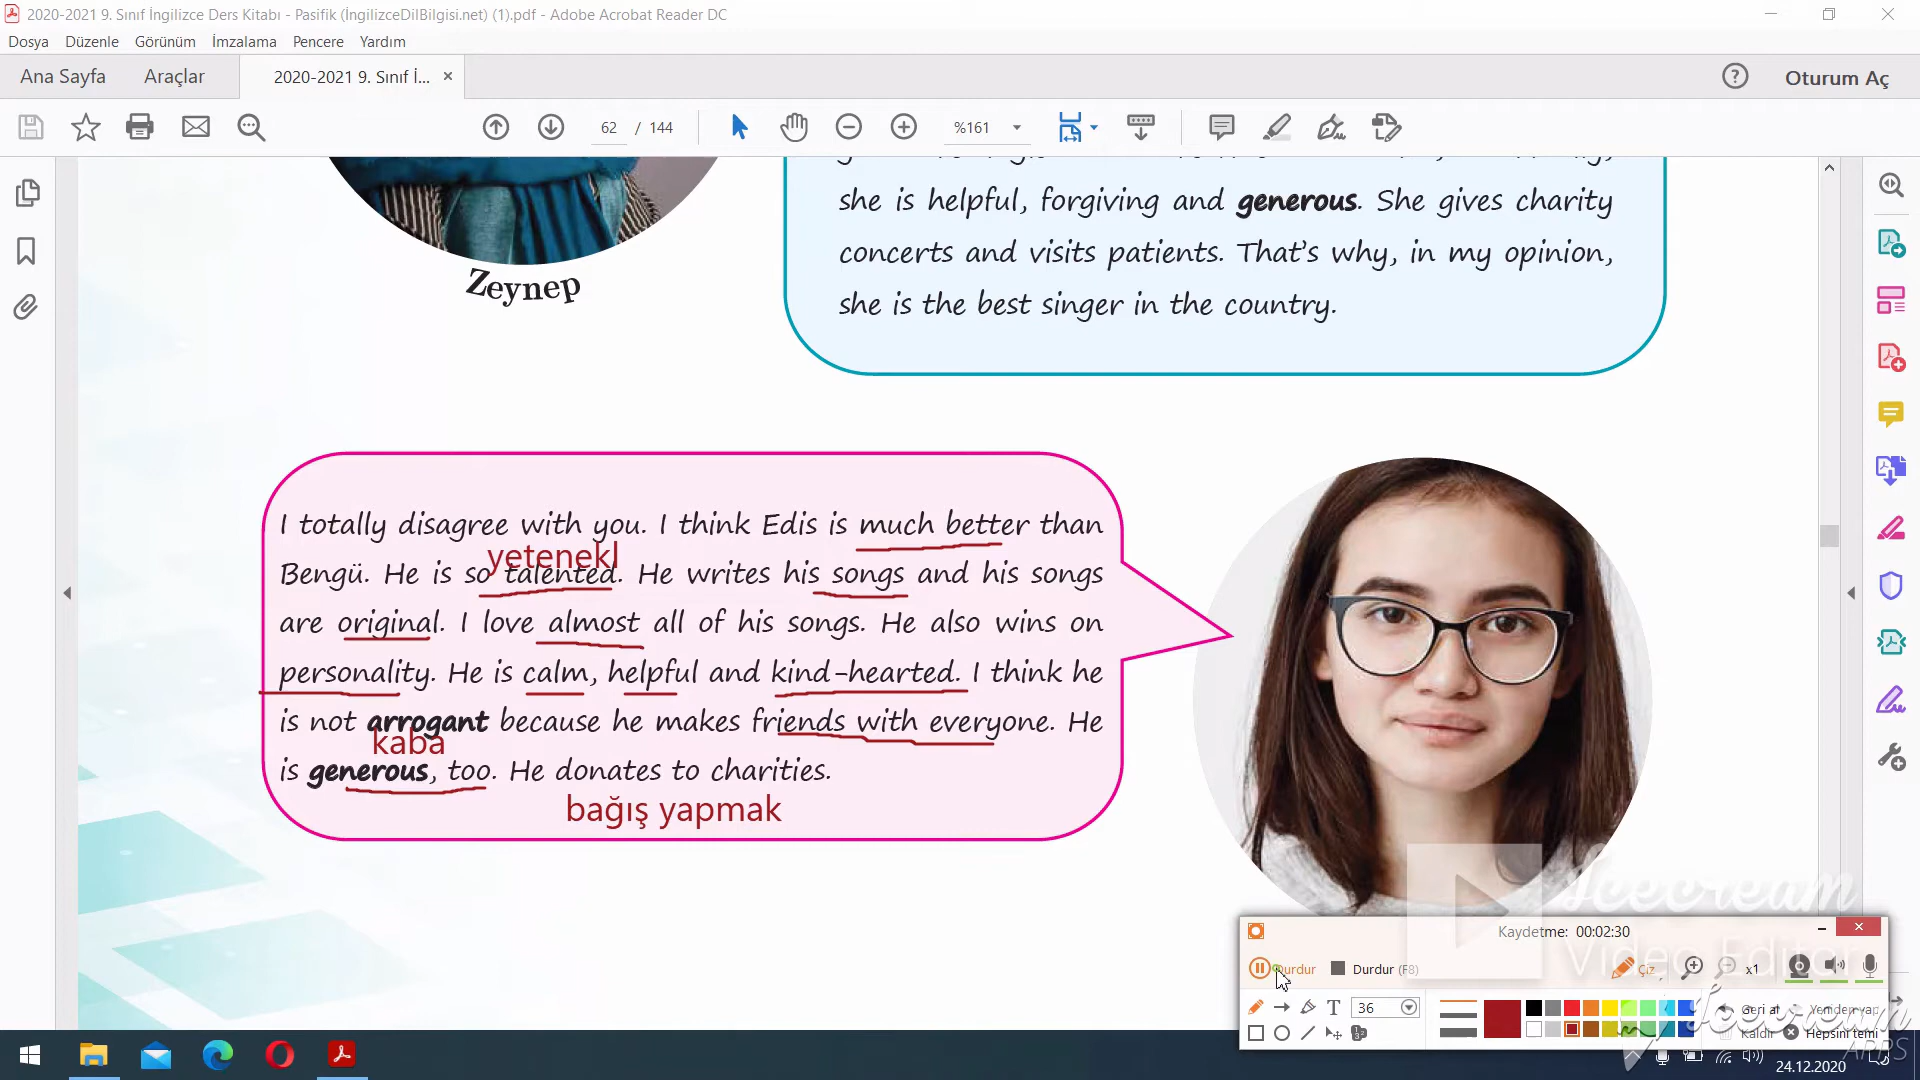 2020-2021 9. Sınıf İngilizce Ders Kitabı - Pasifik (İngilizceDilBilgisi.net) (1).pdf - Adobe Acrobat Reader DC
Dosya Düzenle Görünüm İmzalama Pencere Yardım
Ana Sayfa Araçlar 2020-2021 9. Sınıf İ... × Oturum Aç
62 / 144 %161
she is helpful, forgiving and generous. She gives charity
concerts and visits patients. That's why, in my opinion,
she is the best singer in the country.
Zeynep
I totally disagree with you. I think Edis is much better than
yetenekl
Bengü. He is so talented. He writes his songs and his songs
are original. I love almost all of his songs. He also wins on
personality. He is calm, helpful and kind-hearted. I think he
is not arrogant because he makes friends with everyone. He
kaba
is generous, too. He donates to charities.
bağış yapmak
Icecream
Video Editor
Kaydetme: 00:02:30
Durdur (F8) Çiz x1
36 Geri al
Kaldır Hepsini temi
Icecream
APPS
24.12.2020